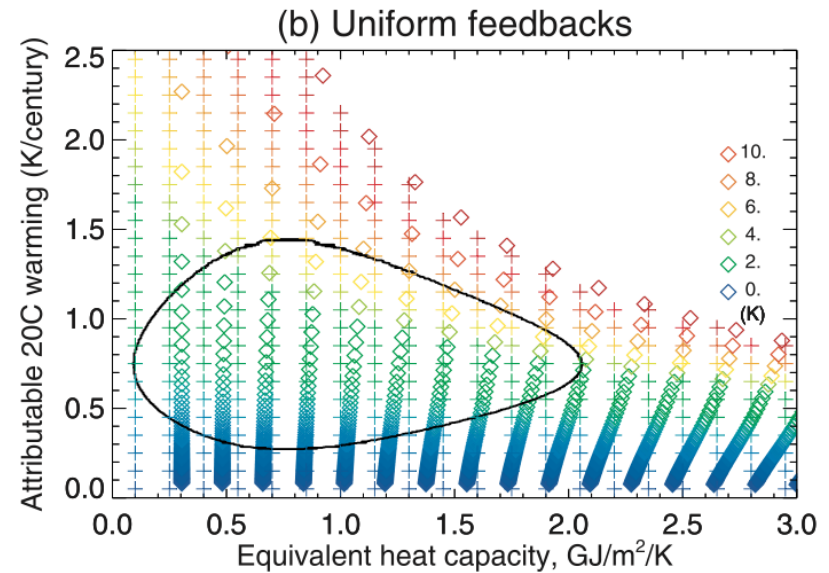 (b) Uniform feedbacks
Attributable 20C warming (K/century)
2.5
2.0
1.5
1.0
0.5
0.0
10.
8.
6.
4.
2.
0.
(K)
0.0 0.5 1.0 1.5 2.0 2.5 3.0
Equivalent heat capacity, GJ/m²/K